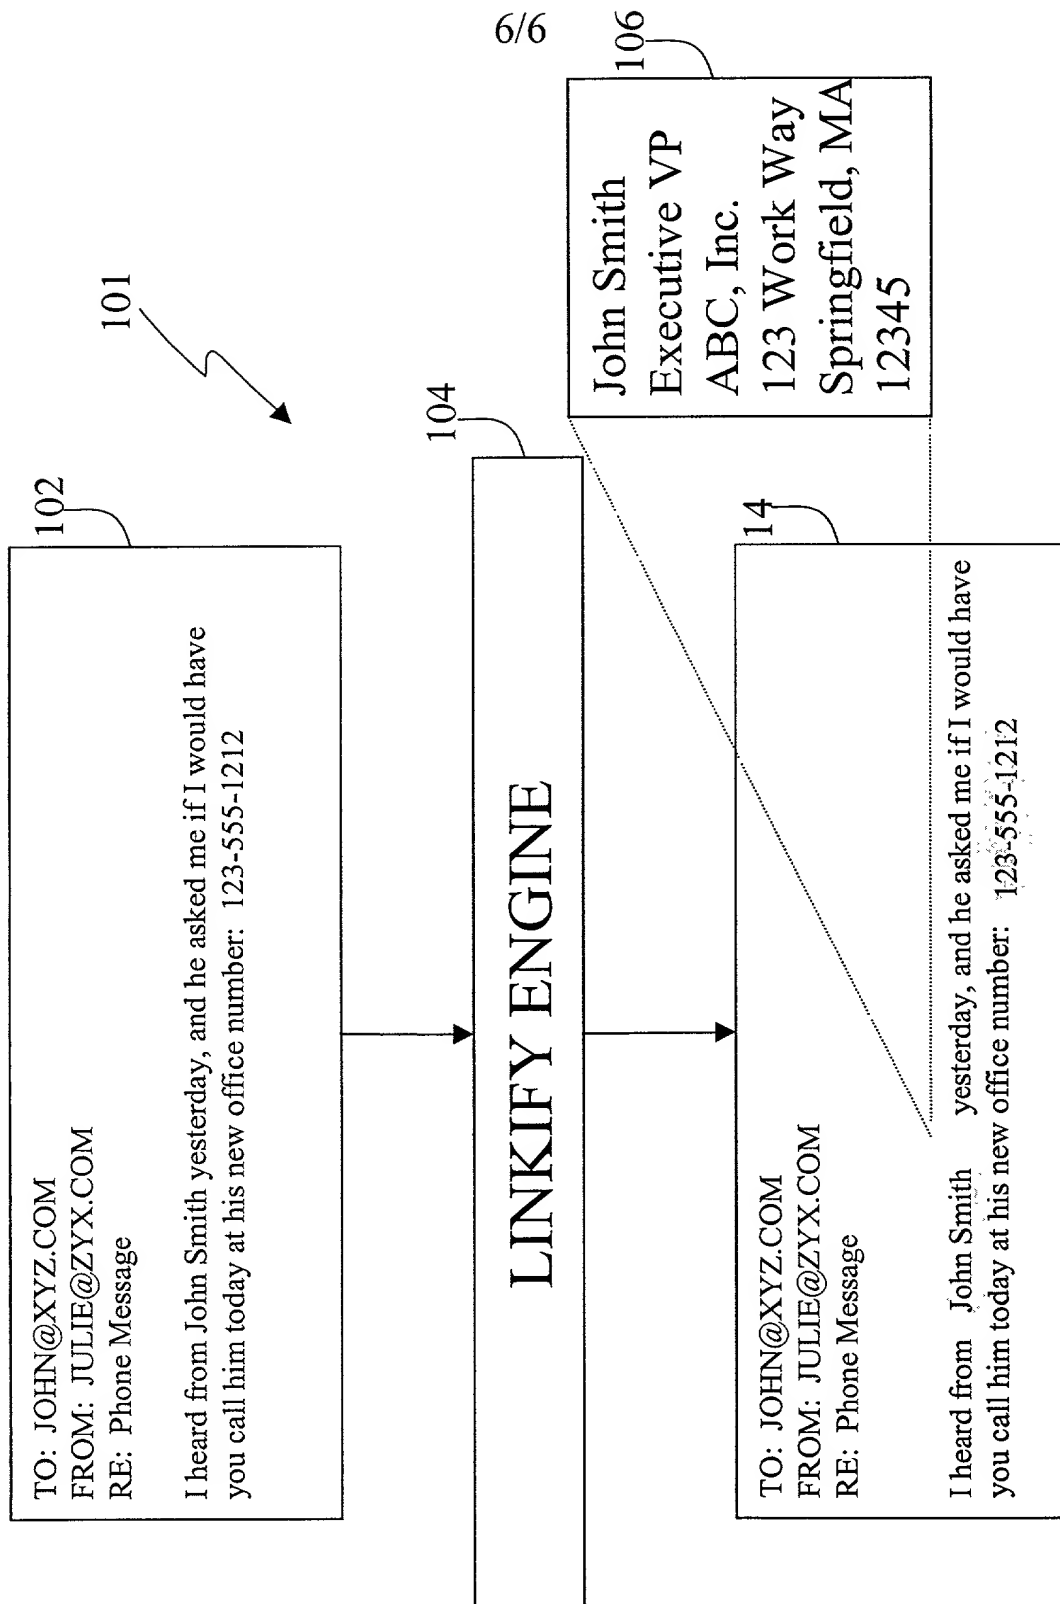 6/6
101
102
TO: JOHN@XYZ.COM
FROM: JULIE@ZYX.COM
RE: Phone Message
I heard from John Smith yesterday, and he asked me if I would have
you call him today at his new office number: 123-555-1212
104
LINKIFY ENGINE
106
John Smith
Executive VP
ABC, Inc.
123 Work Way
Springfield, MA
12345
14
TO: JOHN@XYZ.COM
FROM: JULIE@ZYX.COM
RE: Phone Message
I heard from John Smith yesterday, and he asked me if I would have
you call him today at his new office number: 123-555-1212